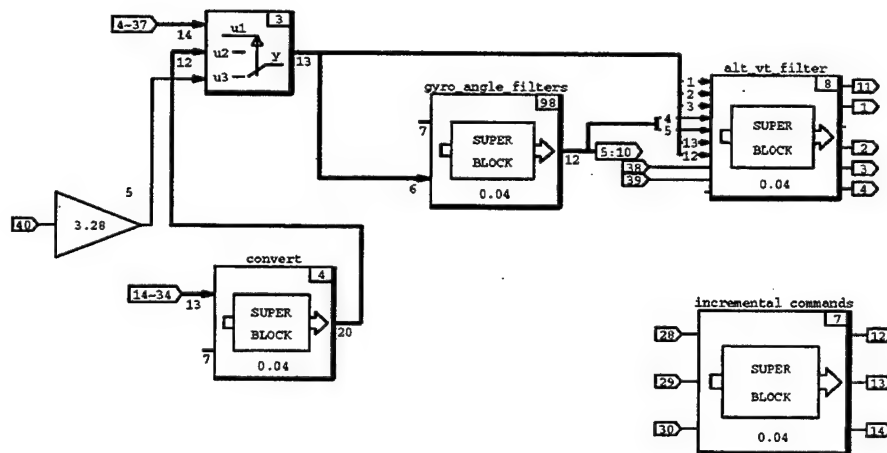 4~37
14
12
u1
u2
u3
y
3
13
gyro_angle_filters
98
7
6
SUPER
BLOCK
0.04
12
5:10
alt_vt_filter
8
1
2
3
4
5
13
12
38
39
SUPER
BLOCK
0.04
11
1
2
3
4
40
3.28
5
convert
4
14~34
13
7
SUPER
BLOCK
0.04
20
incremental commands
7
28
29
30
SUPER
BLOCK
0.04
12
13
14